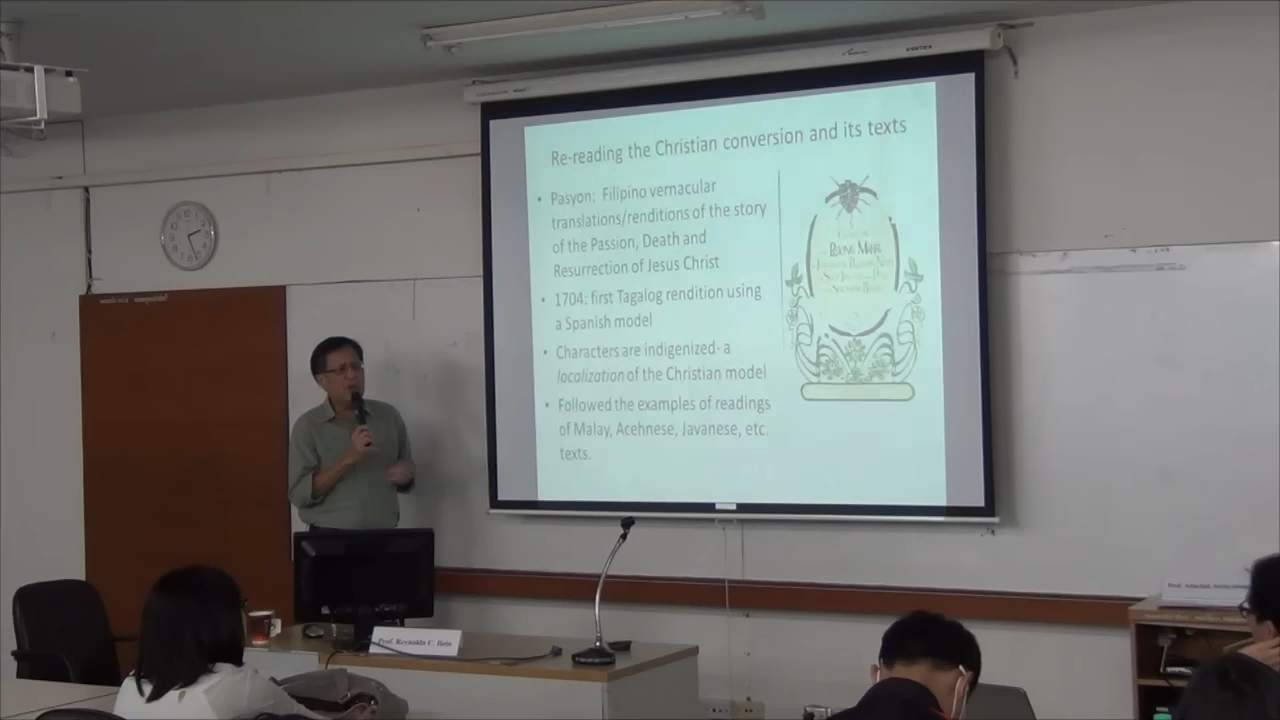 Re-reading the Christian conversion and its texts
• Pasyon: Filipino vernacular
translations/renditions of the story
of the Passion, Death and
Resurrection of Jesus Christ
• 1704: first Tagalog rendition using
a Spanish model
• Characters are indigenized- a
localization of the Christian model
• Followed the examples of readings
of Malay, Acehnese, Javanese, etc.
texts.
Prof. Reynaldo C. Ileto
VERTEX
Prof.